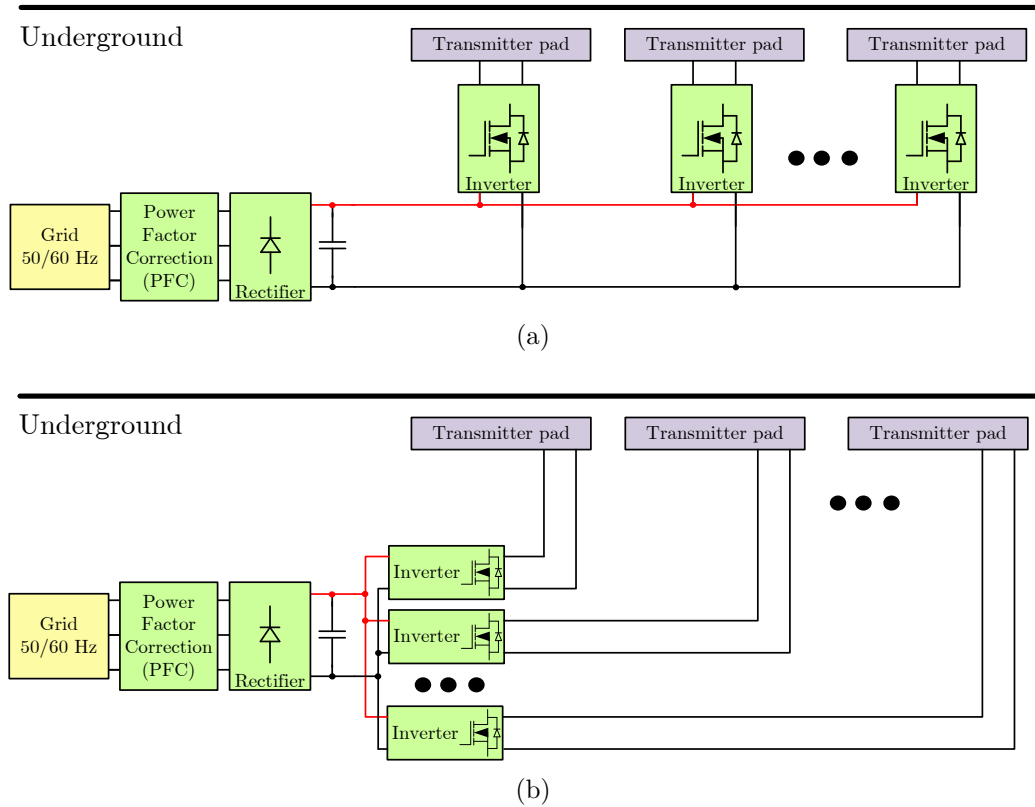 Underground
Transmitter pad
Transmitter pad
Transmitter pad
Inverter
Inverter
Inverter
Grid
50/60 Hz
Power
Factor
Correction
(PFC)
Rectifier
(a)
Underground
Transmitter pad
Transmitter pad
Transmitter pad
Inverter
Inverter
Inverter
Grid
50/60 Hz
Power
Factor
Correction
(PFC)
Rectifier
(b)